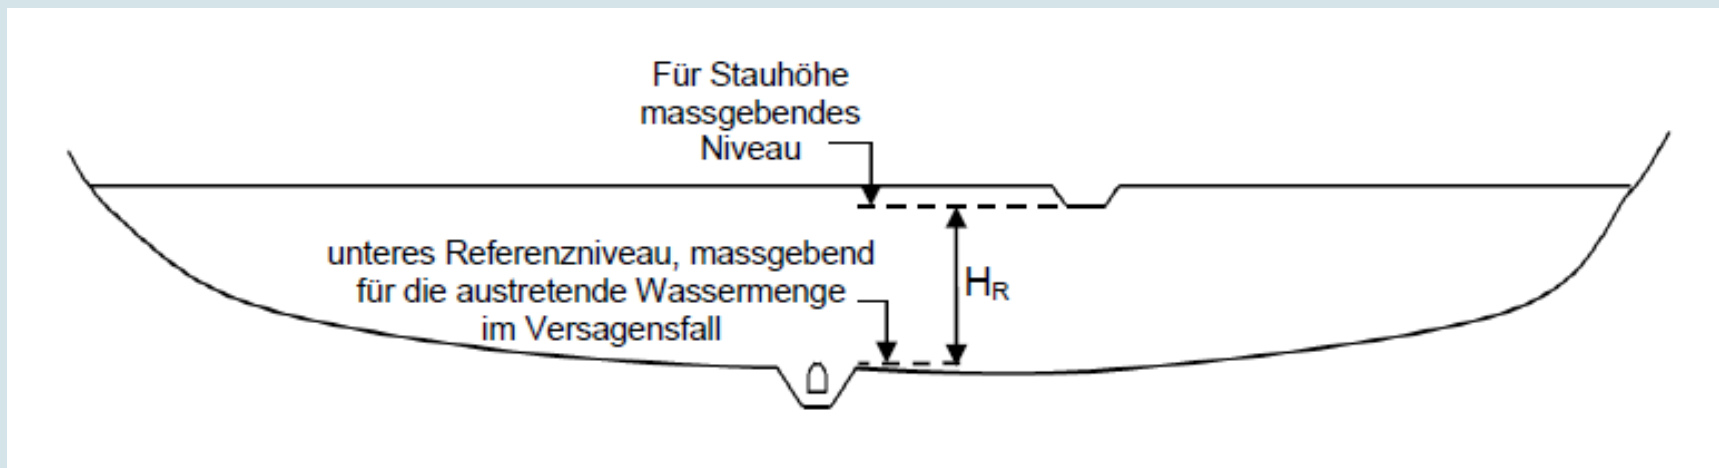 Für Stauhöhe
massgebendes
Niveau
unteres Referenzniveau, massgebend
für die austretende Wassermenge
im Versagensfall
HR